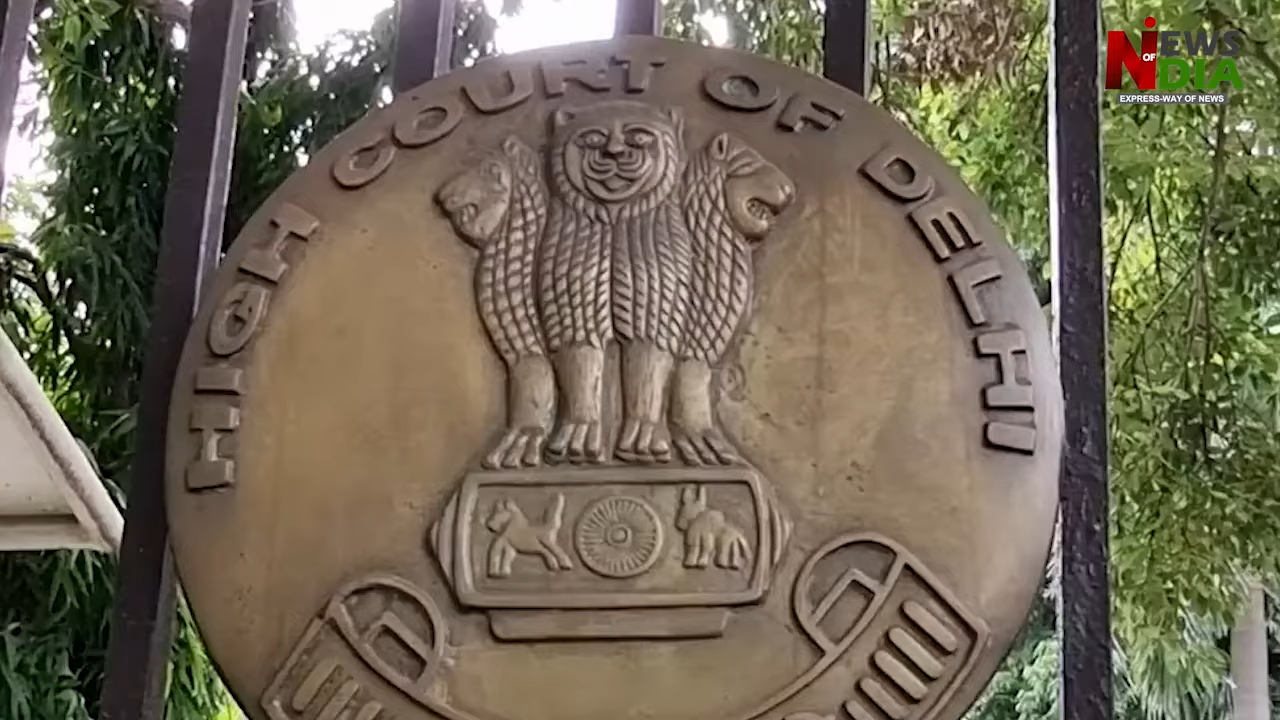 HIGH COURT OF DELHI
NEWS
OF
INDIA
EXPRESS-WAY OF NEWS